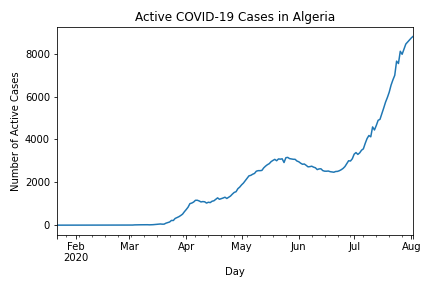 Active COVID-19 Cases in Algeria
Number of Active Cases
8000
6000
4000
2000
0
Feb
2020
Mar
Apr
May
Jun
Jul
Aug
Day